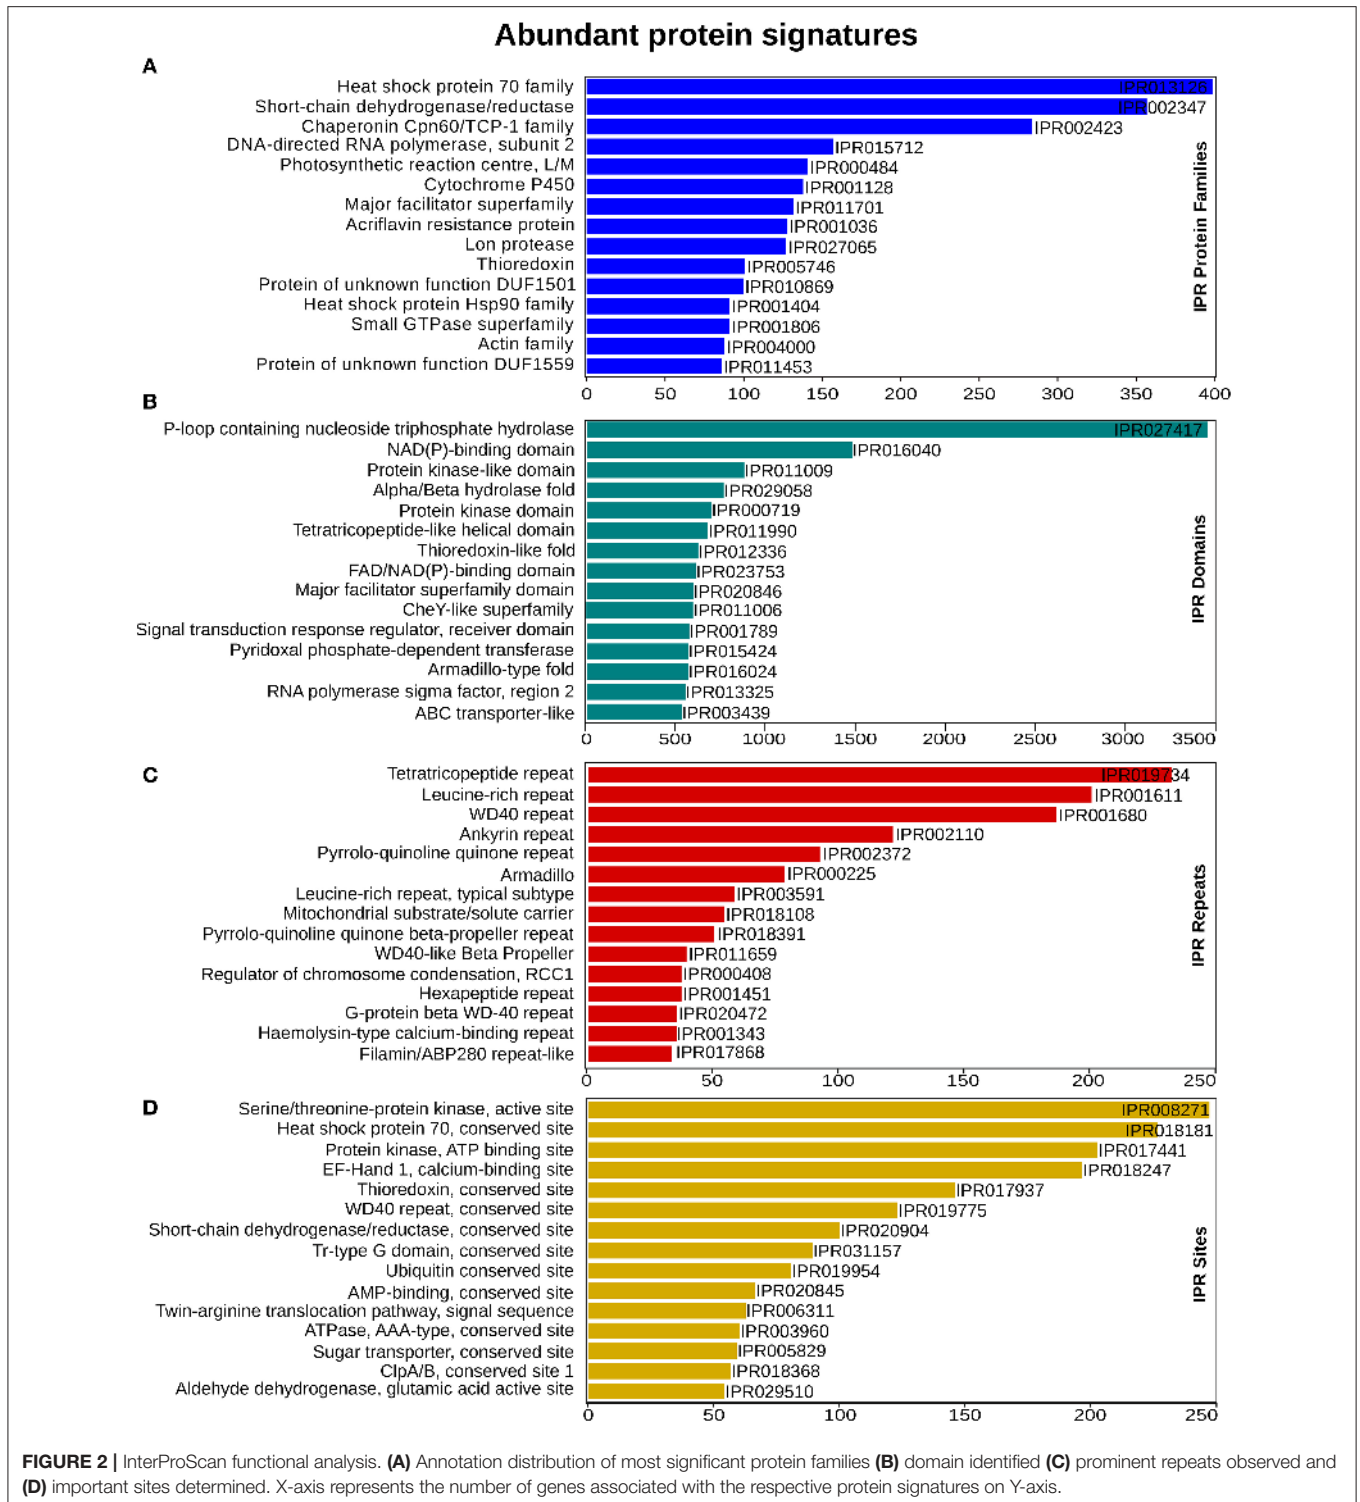 Abundant protein signatures
A
Heat shock protein 70 family IPR013126
Short-chain dehydrogenase/reductase IPR002347
Chaperonin Cpn60/TCP-1 family IPR002423
DNA-directed RNA polymerase, subunit 2 IPR015712
Photosynthetic reaction centre, L/M IPR000484
Cytochrome P450 IPR001128
Major facilitator superfamily IPR011701
Acriflavin resistance protein IPR001036
Lon protease IPR027065
Thioredoxin IPR005746
Protein of unknown function DUF1501 IPR010869
Heat shock protein Hsp90 family IPR001404
Small GTPase superfamily IPR001806
Actin family IPR004000
Protein of unknown function DUF1559 IPR011453
IPR Protein Families
0 50 100 150 200 250 300 350 400
B
P-loop containing nucleoside triphosphate hydrolase IPR027417
NAD(P)-binding domain IPR016040
Protein kinase-like domain IPR011009
Alpha/Beta hydrolase fold IPR029058
Protein kinase domain IPR000719
Tetratricopeptide-like helical domain IPR011990
Thioredoxin-like fold IPR012336
FAD/NAD(P)-binding domain IPR023753
Major facilitator superfamily domain IPR020846
CheY-like superfamily IPR011006
Signal transduction response regulator, receiver domain IPR001789
Pyridoxal phosphate-dependent transferase IPR015424
Armadillo-type fold IPR016024
RNA polymerase sigma factor, region 2 IPR013325
ABC transporter-like IPR003439
IPR Domains
0 500 1000 1500 2000 2500 3000 3500
C
Tetratricopeptide repeat IPR019734
Leucine-rich repeat IPR001611
WD40 repeat IPR001680
Ankyrin repeat IPR002110
Pyrrolo-quinoline quinone repeat IPR002372
Armadillo IPR000225
Leucine-rich repeat, typical subtype IPR003591
Mitochondrial substrate/solute carrier IPR018108
Pyrrolo-quinoline quinone beta-propeller repeat IPR018391
WD40-like Beta Propeller IPR011659
Regulator of chromosome condensation, RCC1 IPR000408
Hexapeptide repeat IPR001451
G-protein beta WD-40 repeat IPR020472
Haemolysin-type calcium-binding repeat IPR001343
Filamin/ABP280 repeat-like IPR017868
IPR Repeats
0 50 100 150 200 250
D
Serine/threonine-protein kinase, active site IPR008271
Heat shock protein 70, conserved site IPR018181
Protein kinase, ATP binding site IPR017441
EF-Hand 1, calcium-binding site IPR018247
Thioredoxin, conserved site IPR017937
WD40 repeat, conserved site IPR019775
Short-chain dehydrogenase/reductase, conserved site IPR020904
Tr-type G domain, conserved site IPR031157
Ubiquitin conserved site IPR019954
AMP-binding, conserved site IPR020845
Twin-arginine translocation pathway, signal sequence IPR006311
ATPase, AAA-type, conserved site IPR003960
Sugar transporter, conserved site IPR005829
ClpA/B, conserved site 1 IPR018368
Aldehyde dehydrogenase, glutamic acid active site IPR029510
IPR Sites
0 50 100 150 200 250
FIGURE 2 | InterProScan functional analysis. (A) Annotation distribution of most significant protein families (B) domain identified (C) prominent repeats observed and
(D) important sites determined. X-axis represents the number of genes associated with the respective protein signatures on Y-axis.